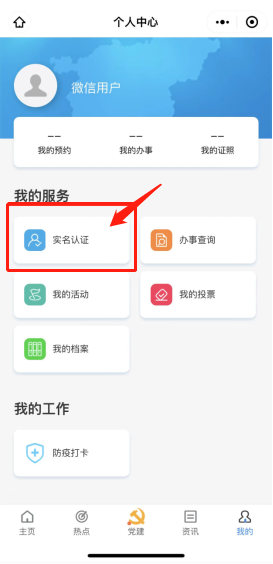 个人中心
微信用户
-- -- --
我的预约 我的办事 我的证照
我的服务
实名认证 办事查询
我的活动 我的投票
我的档案
我的工作
防疫打卡
主页 热点 党建 资讯 我的